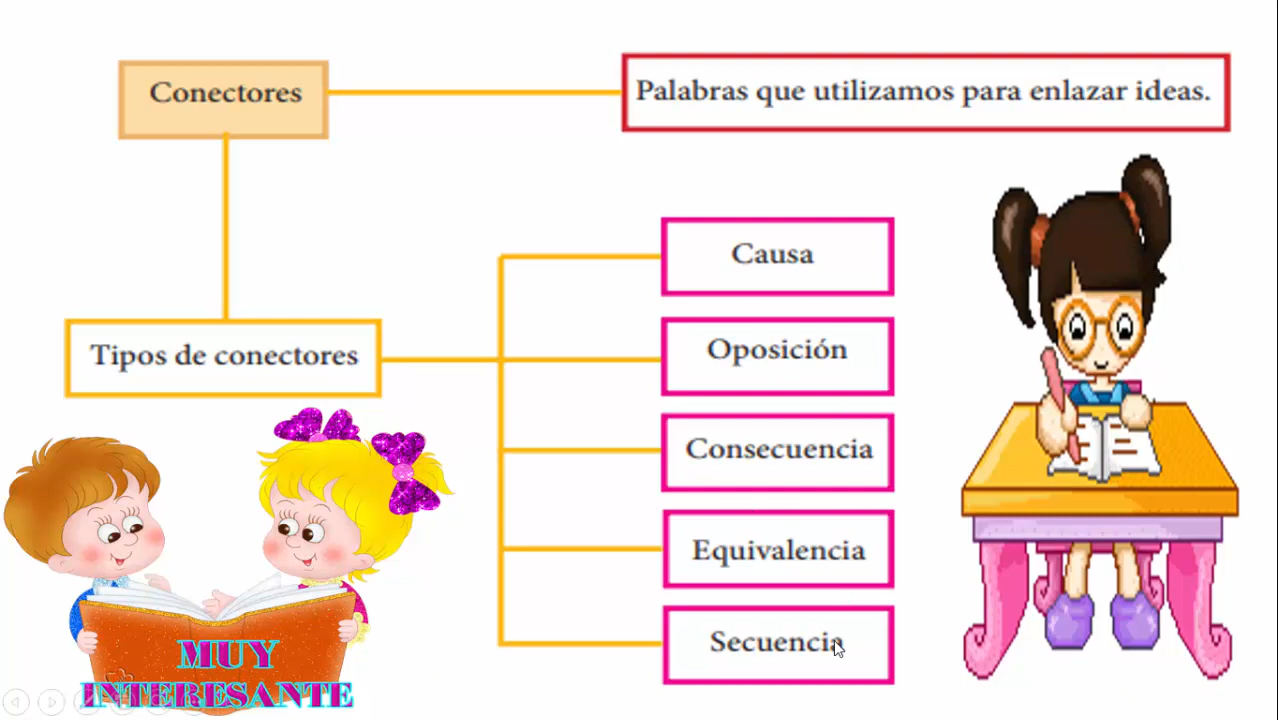 Conectores
Palabras que utilizamos para enlazar ideas.
Tipos de conectores
Causa
Oposición
Consecuencia
Equivalencia
Secuencia
MUY
INTERESANTE